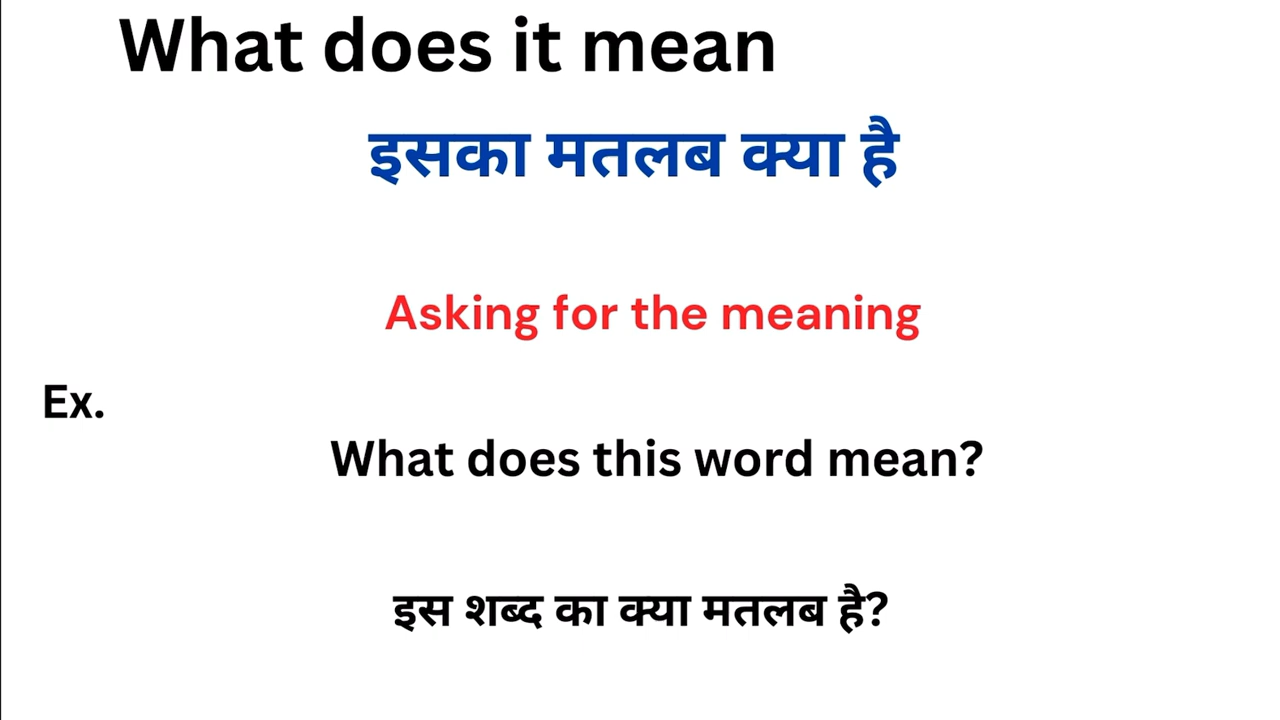 What does it mean
इसका मतलब क्या है
Asking for the meaning
Ex.
What does this word mean?
इस शब्द का क्या मतलब है?